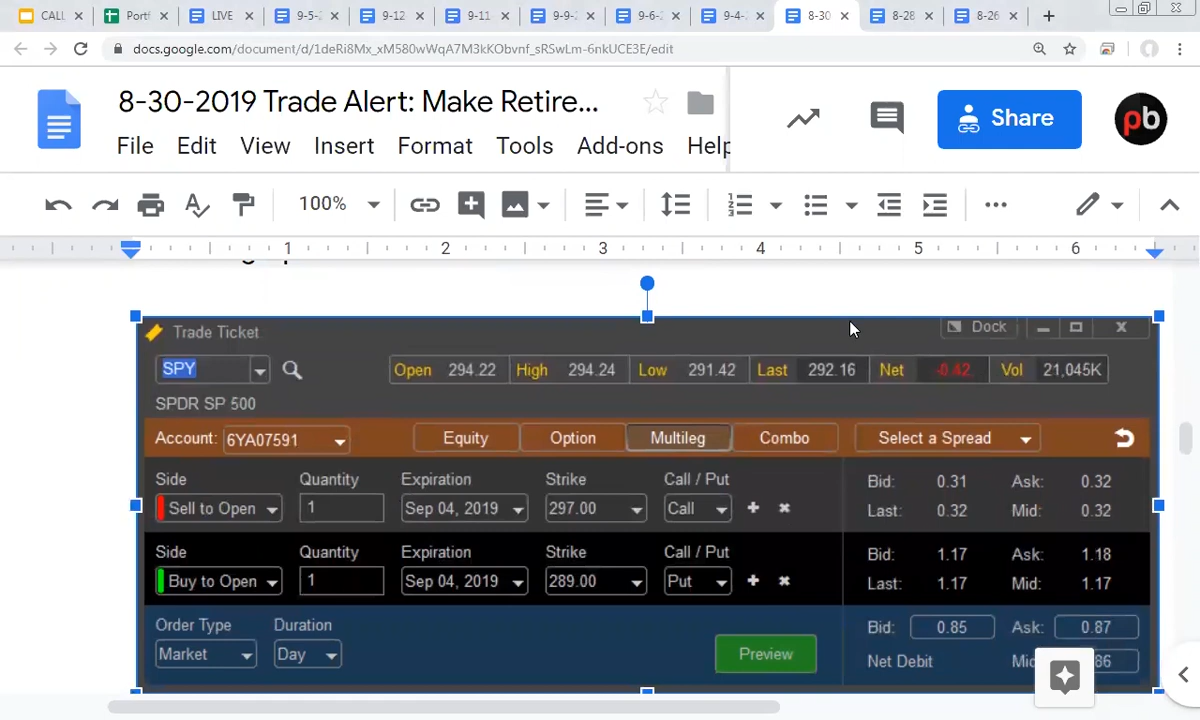 CALL
Portf
LIVE
9-5-
9-12
9-11
9-9-
9-6-
9-4-
8-30
8-28
8-26
docs.google.com/document/d/1deRi8Mx_xM580wWqA7M3kKObvnf_sRSwLm-6nkUCE3E/edit
8-30-2019 Trade Alert: Make Retire...
Share
pb
File Edit View Insert Format Tools Add-ons Help
100%
1 2 3 4 5 6
Trade Ticket
Dock
SPY
Open 294.22 High 294.24 Low 291.42 Last 292.16 Net -0.42 Vol 21,045K
SPDR SP 500
Account: 6YA07591 Equity Option Multileg Combo Select a Spread
Side Quantity Expiration Strike Call / Put Bid: 0.31 Ask: 0.32
Sell to Open 1 Sep 04, 2019 297.00 Call Last: 0.32 Mid: 0.32
Side Quantity Expiration Strike Call / Put Bid: 1.17 Ask: 1.18
Buy to Open 1 Sep 04, 2019 289.00 Put Last: 1.17 Mid: 1.17
Order Type Duration Bid: 0.85 Ask: 0.87
Market Day Preview Net Debit